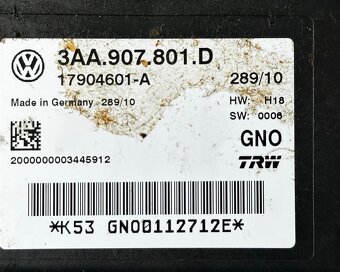 3AA.907.801.D
17904601-A 289/10
Made in Germany 289/10 HW: H18
SW: 0006
GNO
2000000003445912 TRW
*K53 GNO0112712E*